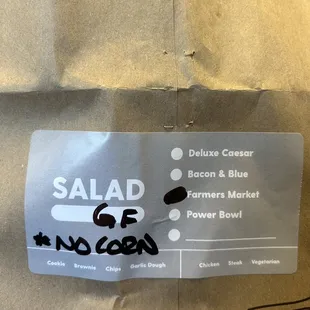 SALAD
GF
*NO CORN
Deluxe Caesar
Bacon & Blue
Farmers Market
Power Bowl
Cookie Brownie Chips Garlic Dough
Chicken Steak Vegetarian